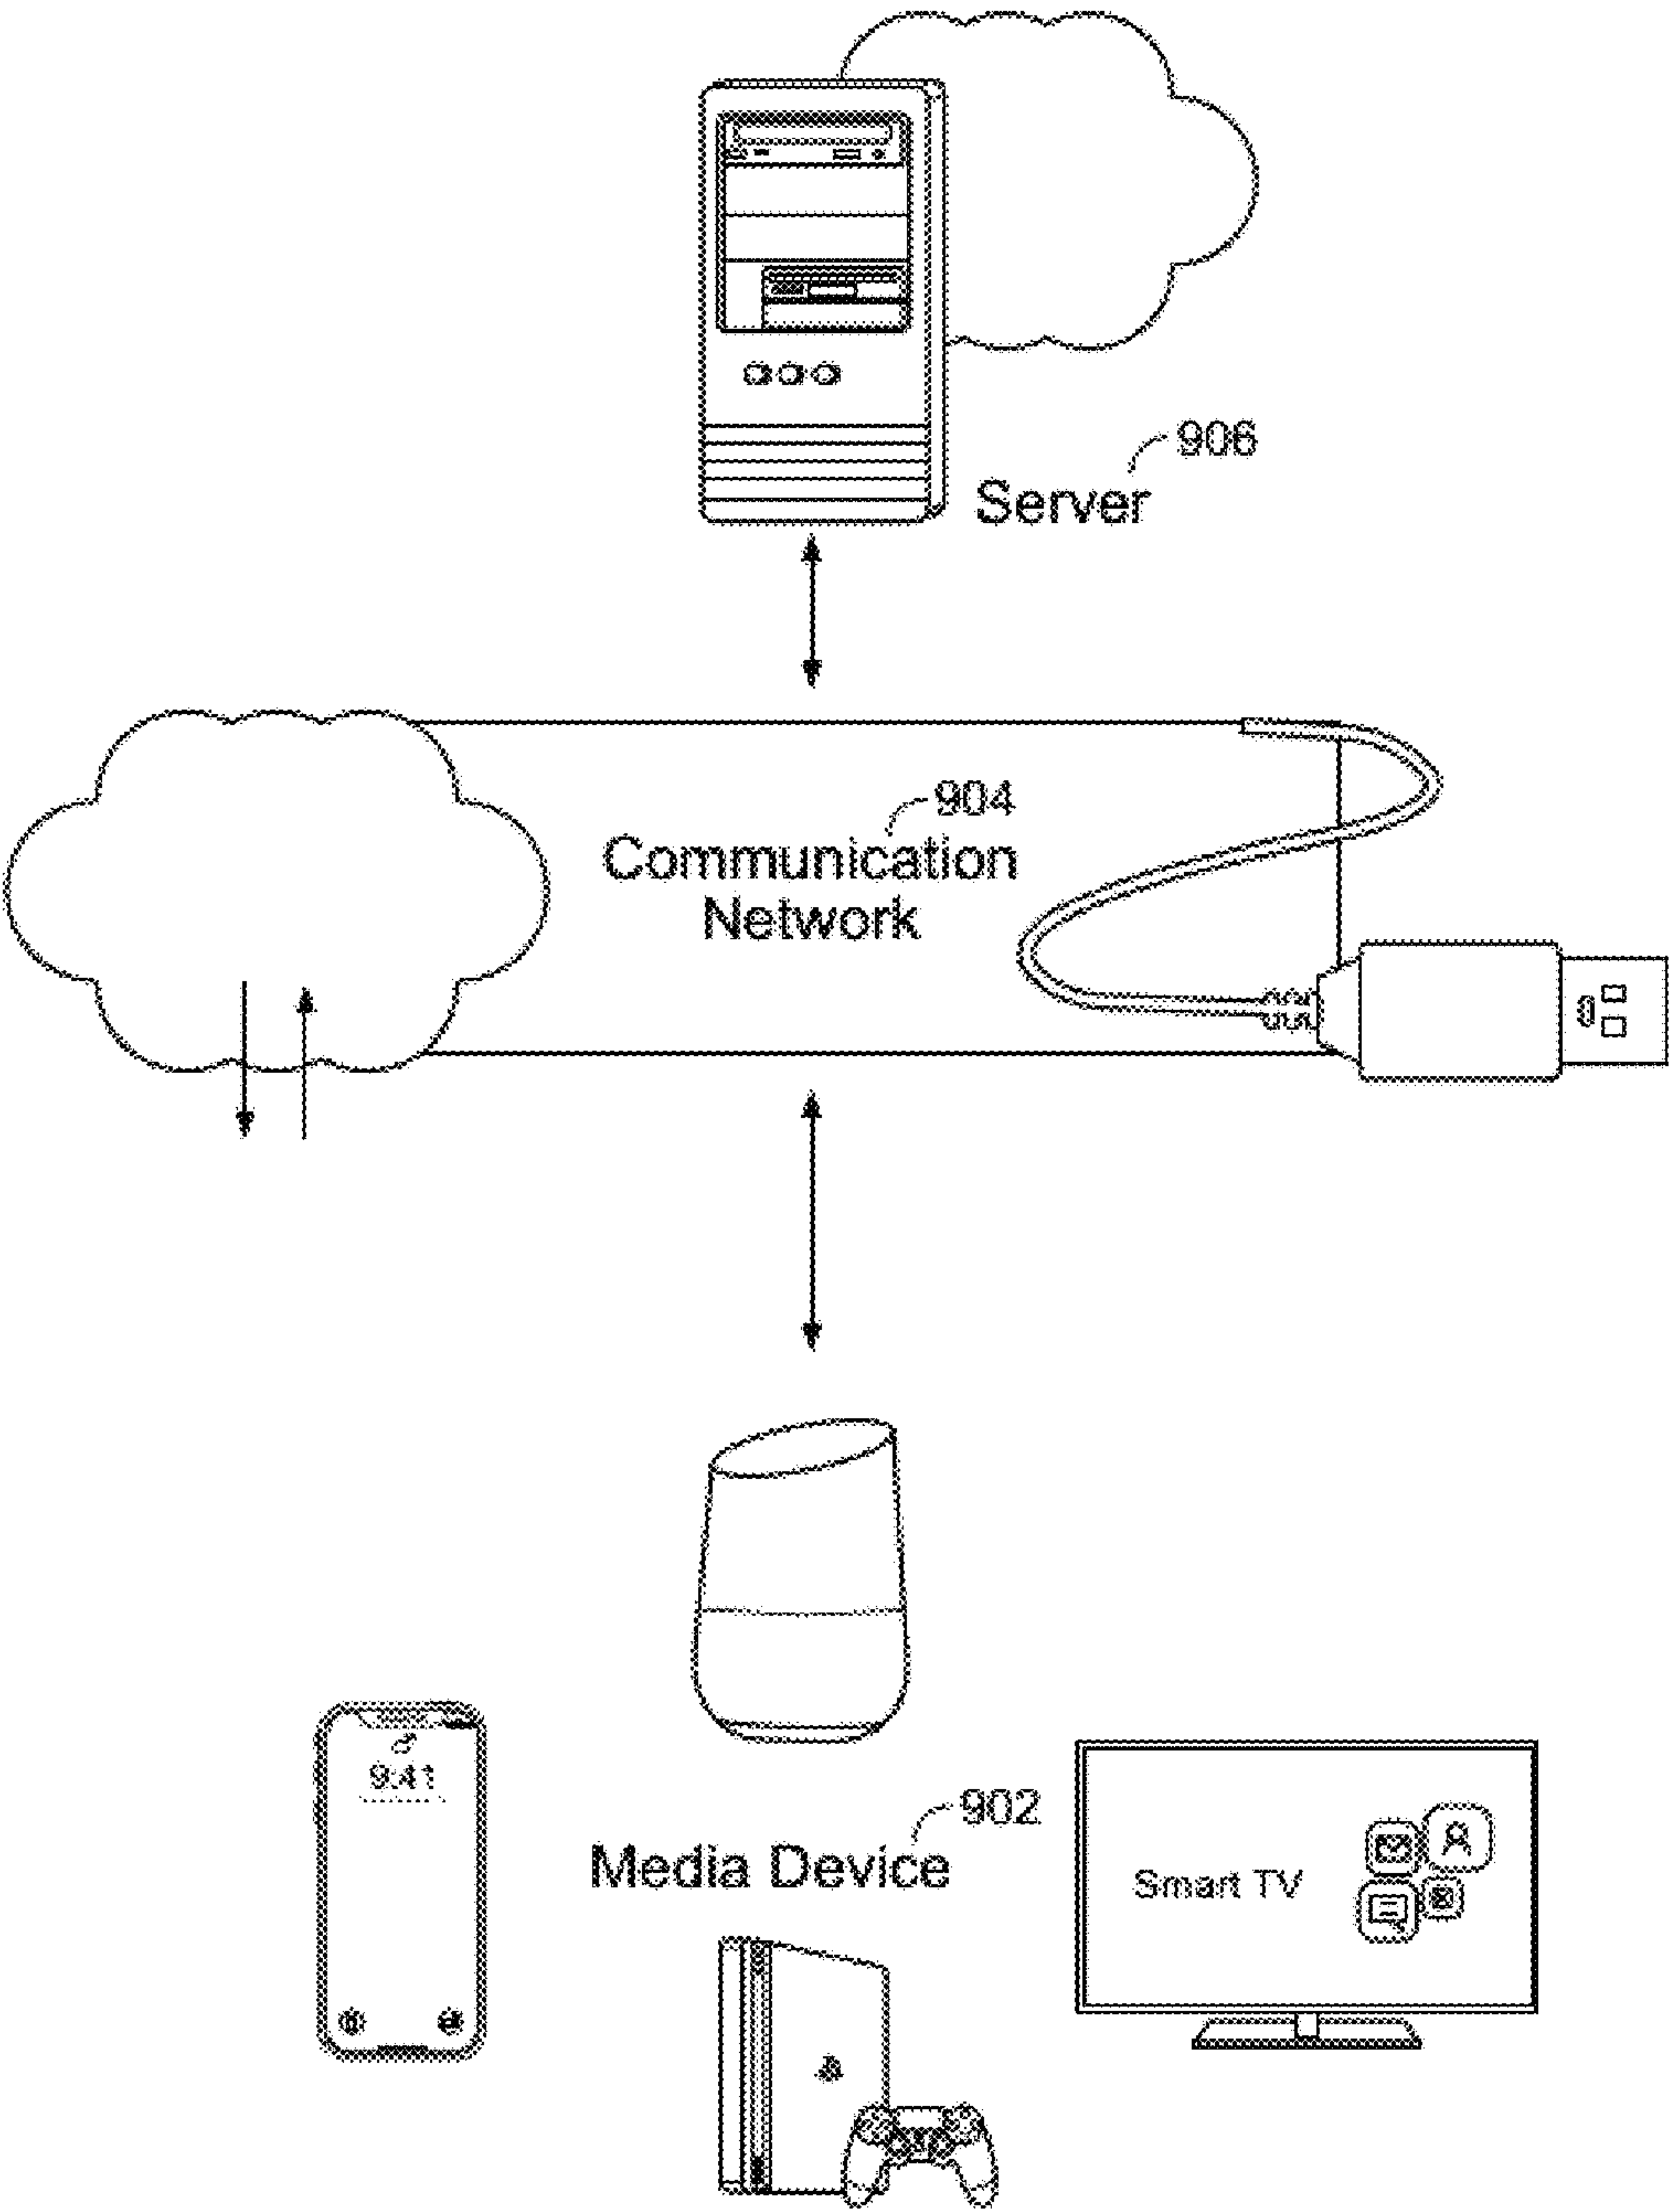 906
Server
904
Communication
Network
9:41
902
Media Device
Smart TV